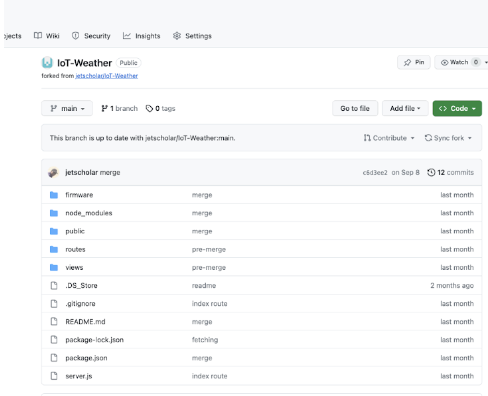 ojects Wiki Security Insights Settings
IoT-Weather Public Pin Watch 0
forked from jetscholar/IoT-Weather
main 1 branch 0 tags Go to file Add file Code
This branch is up to date with jetscholar/IoT-Weather:main. Contribute Sync fork
jetscholar merge c6d3ee2 on Sep 8 12 commits
firmware merge last month
node_modules merge last month
public merge last month
routes pre-merge last month
views pre-merge last month
.DS_Store readme 2 months ago
.gitignore index route last month
README.md merge last month
package-lock.json fetching last month
package.json merge last month
server.js index route last month